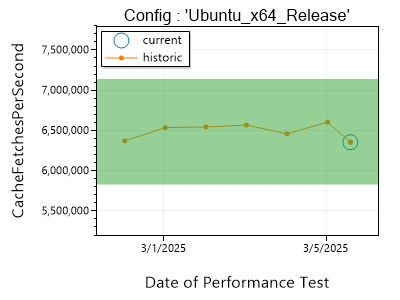 Config : 'Ubuntu_x64_Release'
7,500,000
7,000,000
6,500,000
6,000,000
5,500,000
CacheFetchesPerSecond
current
historic
3/1/2025
3/5/2025
Date of Performance Test